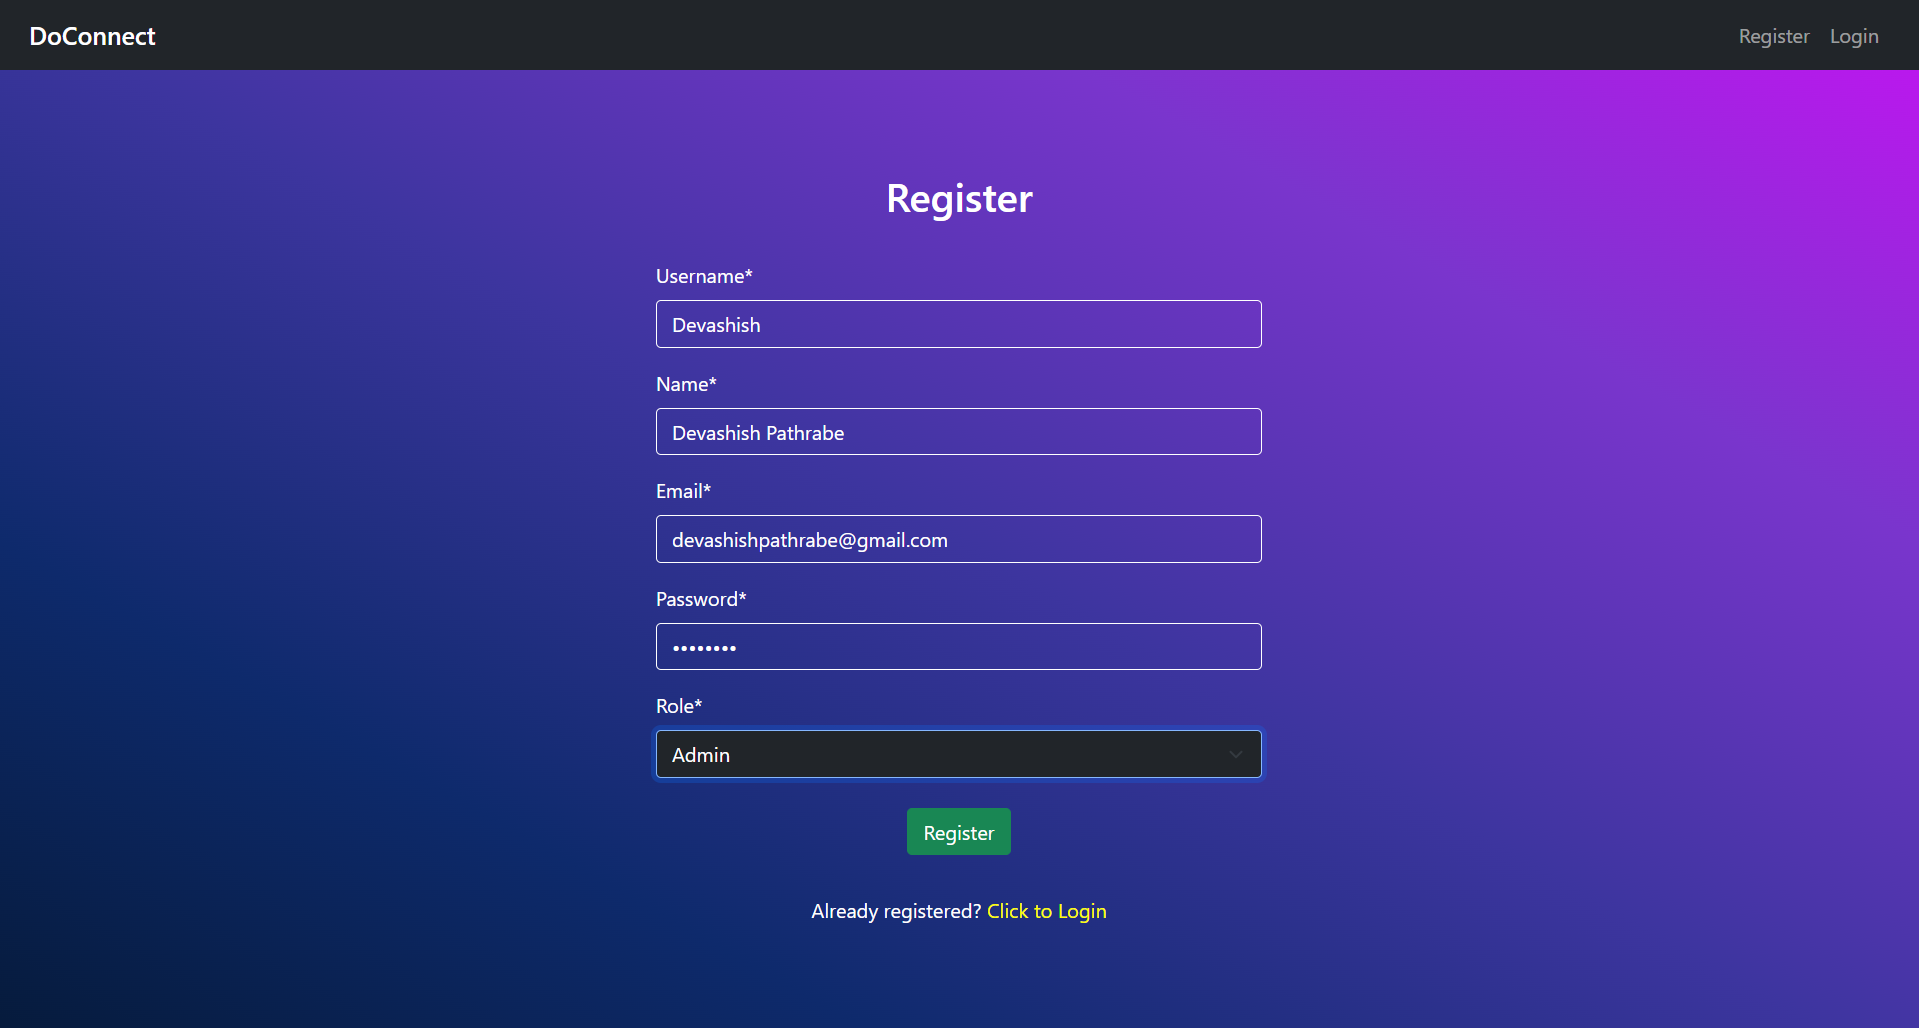 DoConnect
Register Login
Register
Username*
Devashish
Name*
Devashish Pathrabe
Email*
devashishpathrabe@gmail.com
Password*
••••••••
Role*
Admin
Register
Already registered? Click to Login